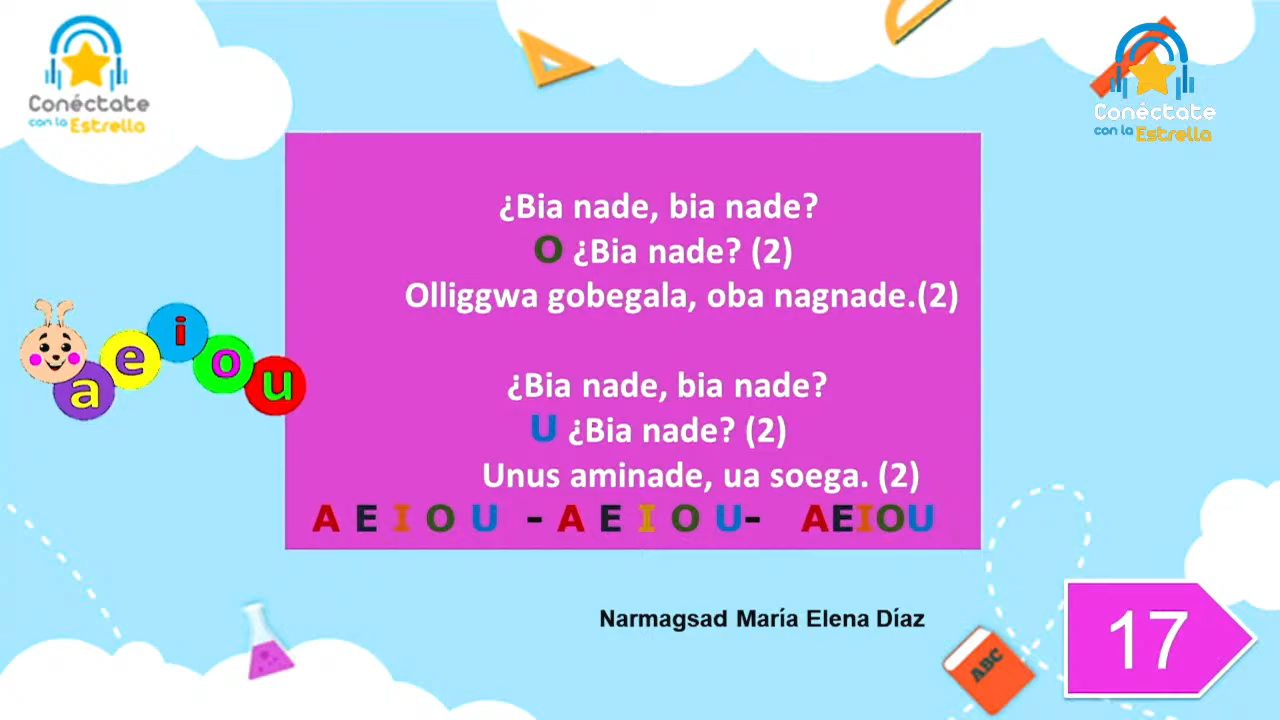 Conéctate
con la Estrella
Conéctate
con la Estrella
¿Bia nade, bia nade?
O ¿Bia nade? (2)
Olliggwa gobegala, oba nagnade.(2)
¿Bia nade, bia nade?
U ¿Bia nade? (2)
Unus aminade, ua soega. (2)
A E I O U - A E I O U- AEIOU
a e i o u
Narmagsad María Elena Díaz
ABC
17